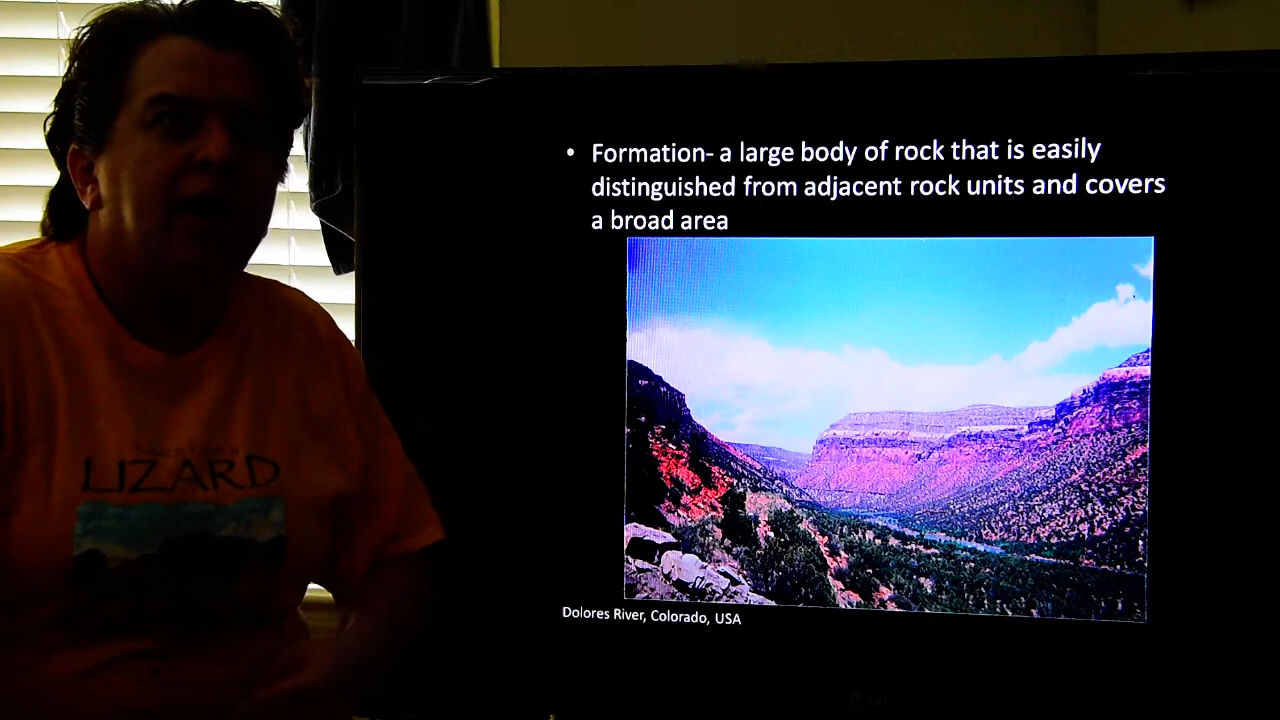 • Formation- a large body of rock that is easily
distinguished from adjacent rock units and covers
a broad area
Dolores River, Colorado, USA
LIZARD